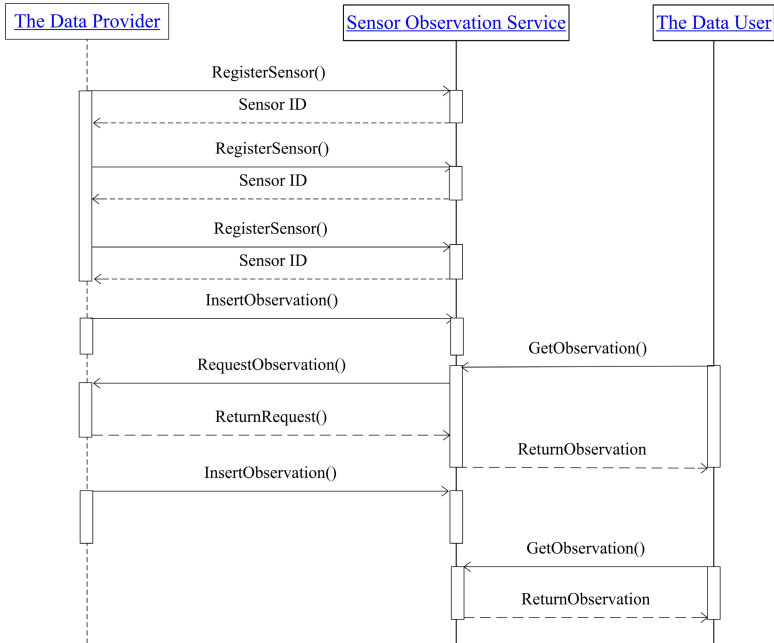 The Data Provider
Sensor Observation Service
The Data User
RegisterSensor()
Sensor ID
RegisterSensor()
Sensor ID
RegisterSensor()
Sensor ID
InsertObservation()
GetObservation()
RequestObservation()
ReturnRequest()
ReturnObservation
InsertObservation()
GetObservation()
ReturnObservation